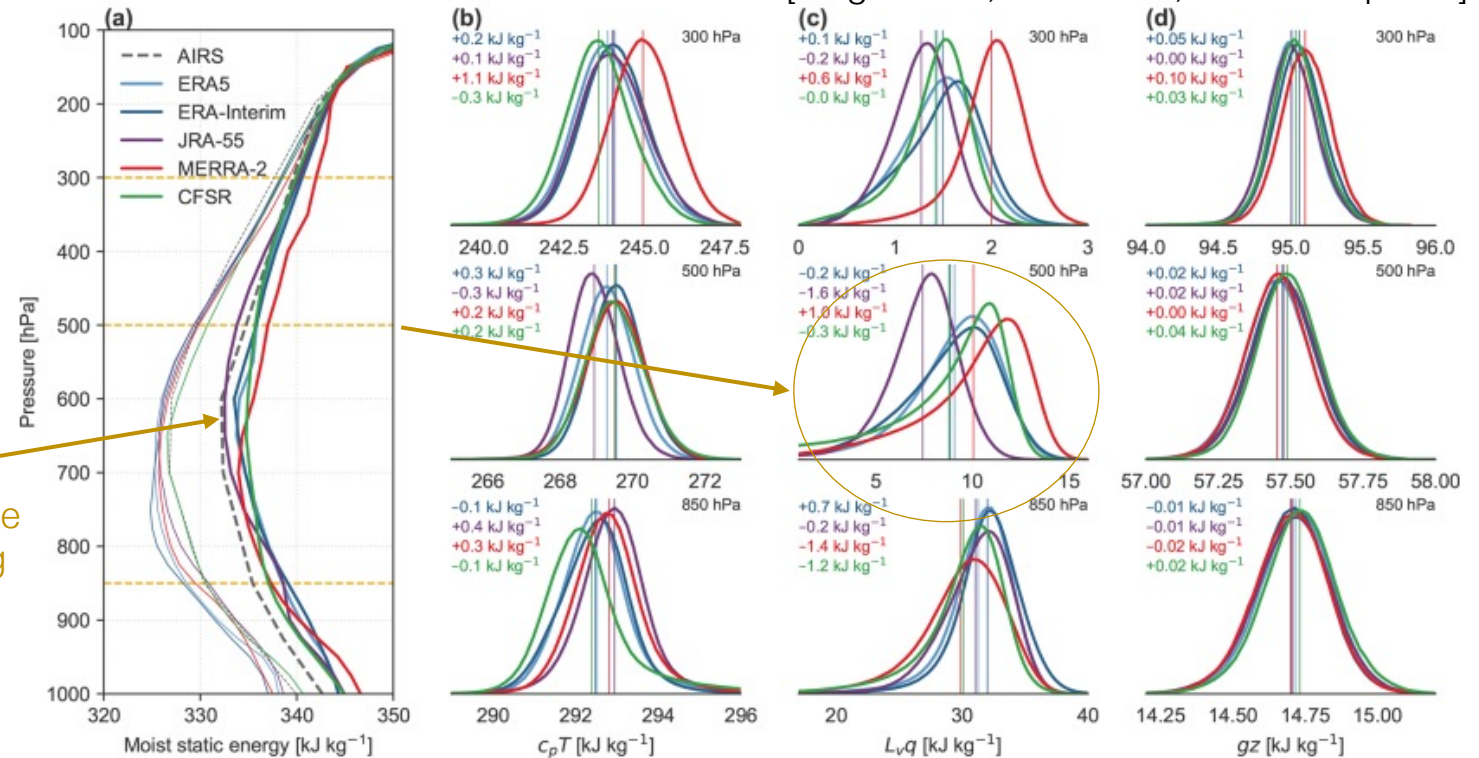 (a)
100
200
300
400
500
600
700
800
900
1000
Pressure [hPa]
AIRS
ERA5
ERA-Interim
JRA-55
MERRA-2
CFSR
320
330
340
350
Moist static energy [kJ kg⁻¹]
(b)
+0.2 kJ kg⁻¹
+0.1 kJ kg⁻¹
+1.1 kJ kg⁻¹
−0.3 kJ kg⁻¹
300 hPa
240.0 242.5 245.0 247.5
+0.3 kJ kg⁻¹
−0.3 kJ kg⁻¹
+0.2 kJ kg⁻¹
+0.2 kJ kg⁻¹
500 hPa
266 268 270 272
−0.1 kJ kg⁻¹
+0.4 kJ kg⁻¹
+0.3 kJ kg⁻¹
−0.1 kJ kg⁻¹
850 hPa
290 292 294 296
cₚT [kJ kg⁻¹]
(c)
+0.1 kJ kg⁻¹
−0.2 kJ kg⁻¹
+0.6 kJ kg⁻¹
−0.0 kJ kg⁻¹
300 hPa
0 1 2 3
−0.2 kJ kg⁻¹
−1.6 kJ kg⁻¹
+1.0 kJ kg⁻¹
−0.3 kJ kg⁻¹
500 hPa
5 10 15
+0.7 kJ kg⁻¹
−0.2 kJ kg⁻¹
−1.4 kJ kg⁻¹
−1.2 kJ kg⁻¹
850 hPa
20 30 40
Lᵥq [kJ kg⁻¹]
(d)
+0.05 kJ kg⁻¹
+0.00 kJ kg⁻¹
+0.10 kJ kg⁻¹
+0.03 kJ kg⁻¹
300 hPa
94.0 94.5 95.0 95.5 96.0
+0.02 kJ kg⁻¹
+0.02 kJ kg⁻¹
+0.00 kJ kg⁻¹
+0.04 kJ kg⁻¹
500 hPa
57.00 57.25 57.50 57.75 58.00
−0.01 kJ kg⁻¹
−0.01 kJ kg⁻¹
−0.02 kJ kg⁻¹
+0.02 kJ kg⁻¹
850 hPa
14.25 14.50 14.75 15.00
gz [kJ kg⁻¹]